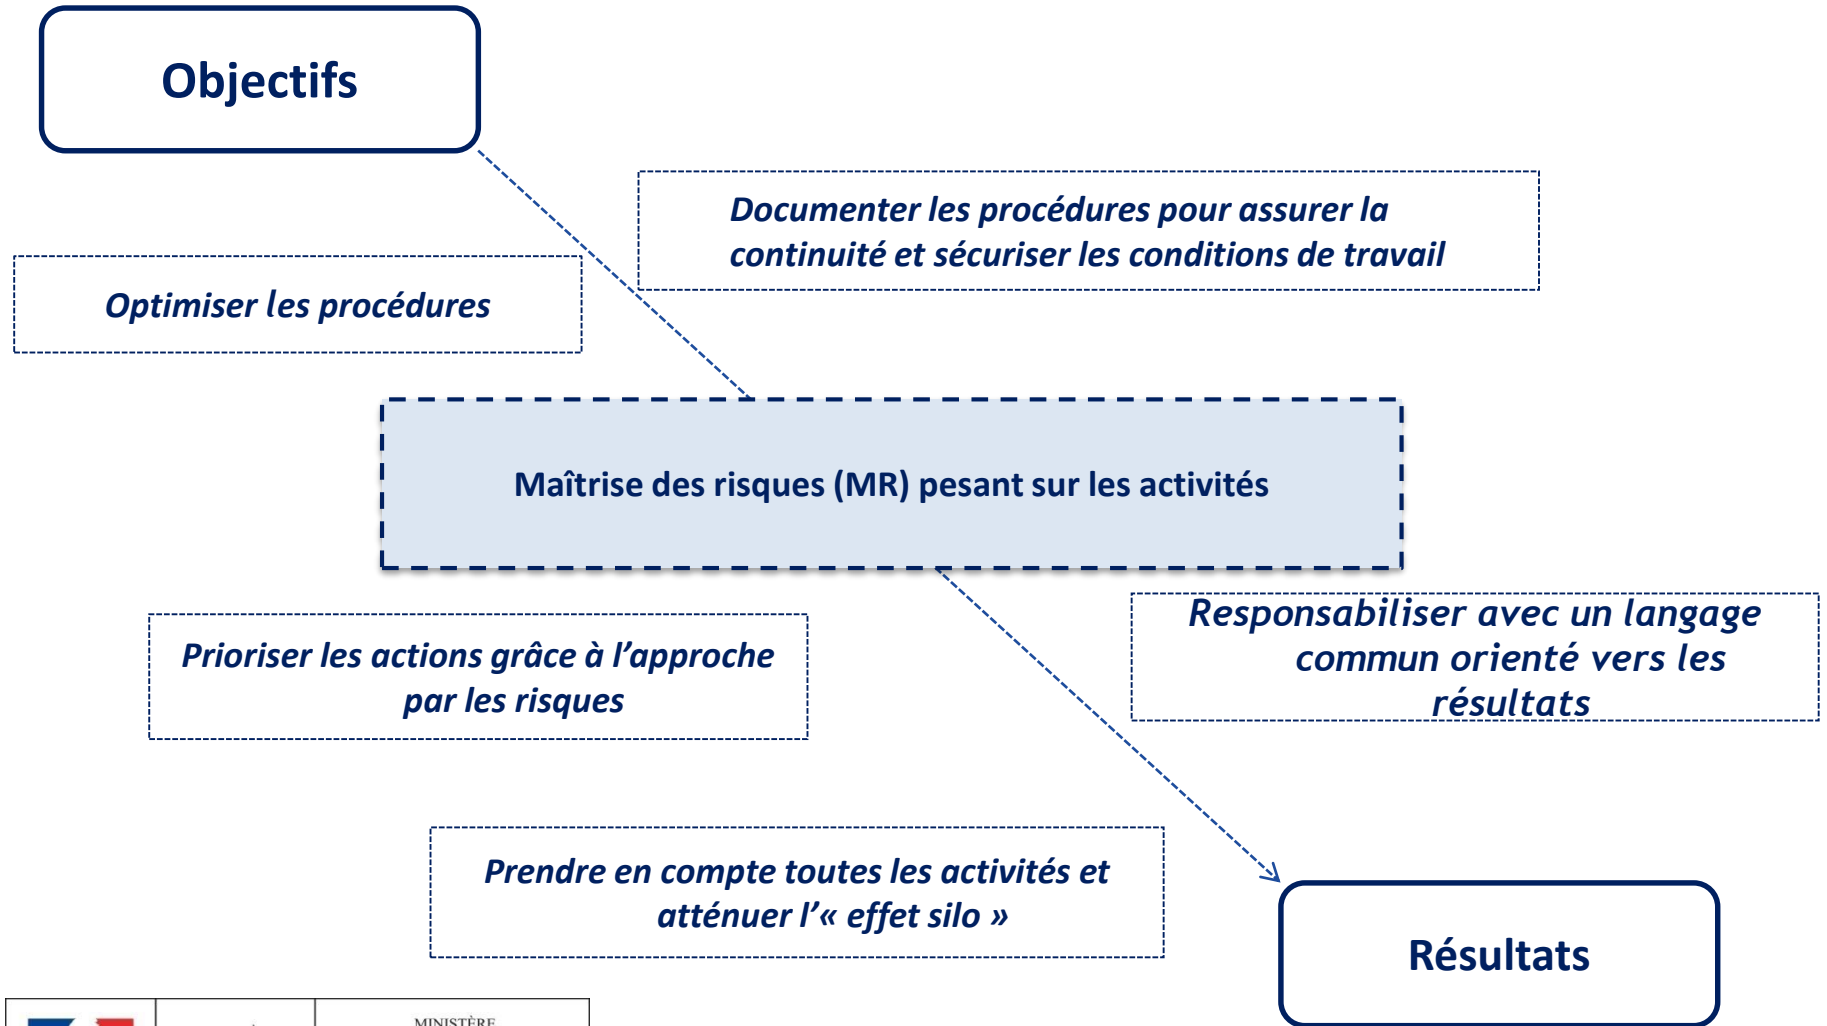 Objectifs
Documenter les procédures pour assurer la
continuité et sécuriser les conditions de travail
Optimiser les procédures
Maîtrise des risques (MR) pesant sur les activités
Responsabiliser avec un langage
commun orienté vers les
résultats
Prioriser les actions grâce à l’approche
par les risques
Prendre en compte toutes les activités et
atténuer l’« effet silo »
Résultats
MINISTÈRE